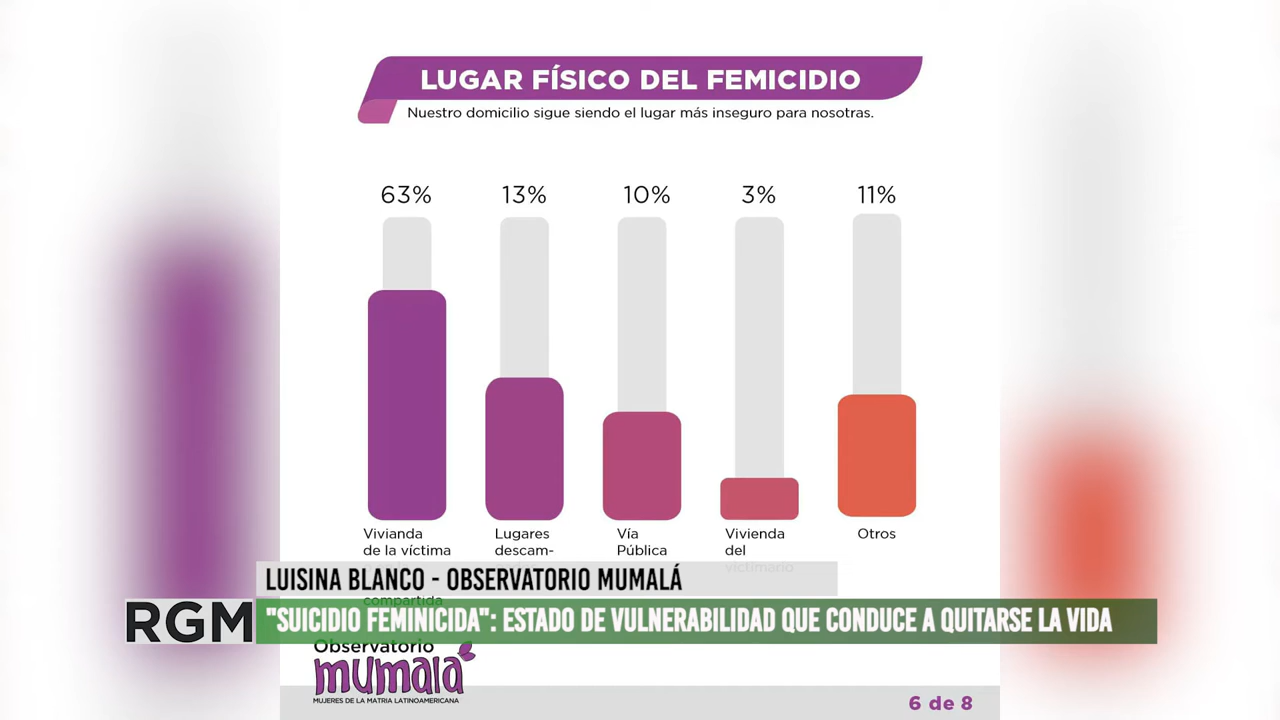 LUGAR FÍSICO DEL FEMICIDIO
Nuestro domicilio sigue siendo el lugar más inseguro para nosotras.
63% 13% 10% 3% 11%
Vivianda Lugares Vía Vivienda Otros
de la víctima descam- Pública del
victimario
compartida
LUISINA BLANCO - OBSERVATORIO MUMALÁ
RGM "SUICIDIO FEMINICIDA": ESTADO DE VULNERABILIDAD QUE CONDUCE A QUITARSE LA VIDA
Observatorio
mumalá
MUJERES DE LA MATRIA LATINOAMERICANA
6 de 8